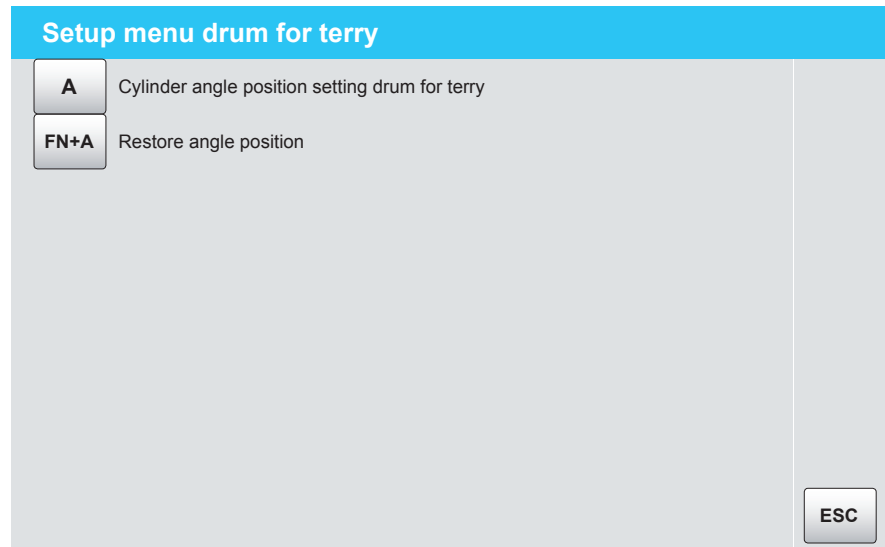 Setup menu drum for terry
A Cylinder angle position setting drum for terry
FN+A Restore angle position
ESC